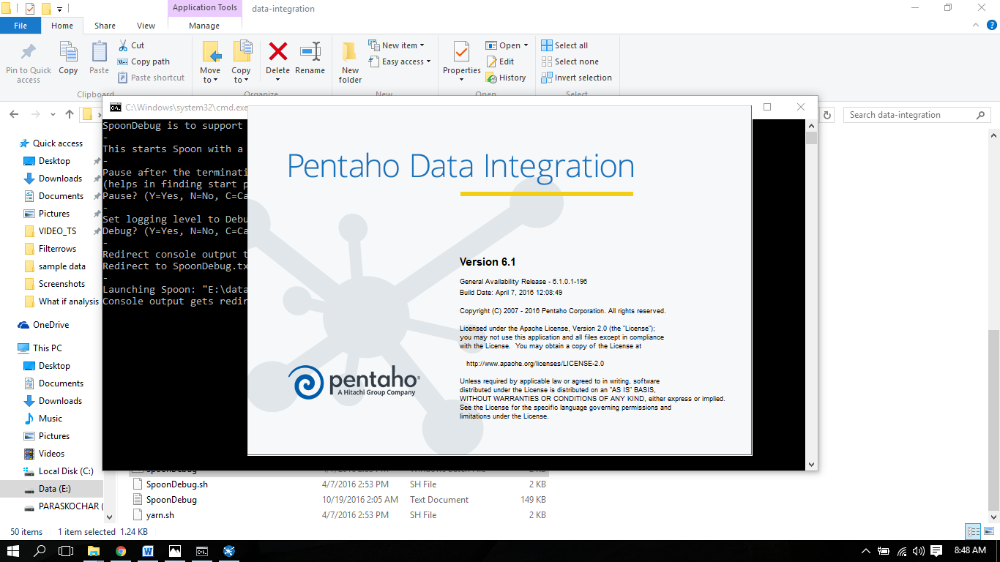 Application Tools
data-integration
File
Home
Share
View
Manage
Pin to Quick access
Copy
Paste
Cut
Copy path
Paste shortcut
Clipboard
Move to
Copy to
Delete
Rename
Organize
New folder
New item
Easy access
New
Properties
Open
Edit
History
Open
Select all
Select none
Invert selection
Select
C:\Windows\system32\cmd.exe
Search data-integration
SpoonDebug is to support
-
This starts Spoon with a
-
Pause after the terminati
(helps in finding start p
Pause? (Y=Yes, N=No, C=Ca
-
Set logging level to Debu
Debug? (Y=Yes, N=No, C=Ca
-
Redirect console output t
Redirect to SpoonDebug.tx
-
Launching Spoon: "E:\data
Console output gets redir
Pentaho Data Integration
Version 6.1
General Availability Release - 6.1.0.1-196
Build Date: April 7, 2016 12:08:49
Copyright (C) 2007 - 2016 Pentaho Corporation. All rights reserved.
Licensed under the Apache License, Version 2.0 (the "License");
you may not use this application and all files except in compliance
with the License. You may obtain a copy of the License at
http://www.apache.org/licenses/LICENSE-2.0
Unless required by applicable law or agreed to in writing, software
distributed under the License is distributed on an "AS IS" BASIS,
WITHOUT WARRANTIES OR CONDITIONS OF ANY KIND, either express or implied.
See the License for the specific language governing permissions and
limitations under the License.
pentaho
A Hitachi Group Company
Quick access
Desktop
Downloads
Documents
Pictures
VIDEO_TS
Filterrows
sample data
Screenshots
What if analysis
OneDrive
This PC
Desktop
Documents
Downloads
Music
Pictures
Videos
Local Disk (C:)
Data (E:)
PARASKOCHAR (
SpoonDebug 4/7/2016 2:53 PM Windows Batch File 2 KB
SpoonDebug.sh 4/7/2016 2:53 PM SH File 2 KB
SpoonDebug 10/19/2016 2:05 AM Text Document 149 KB
yarn.sh 4/7/2016 2:53 PM SH File 2 KB
50 items 1 item selected 1.24 KB
8:48 AM